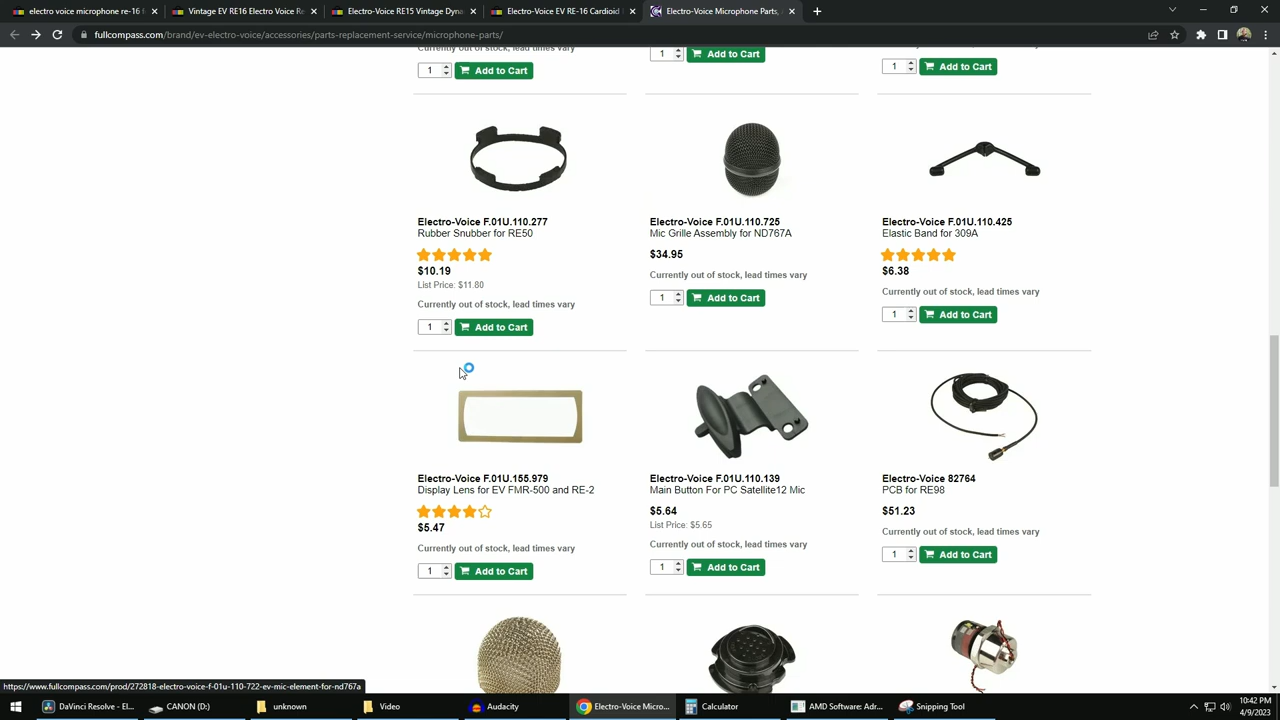 electro voice microphone re-16
Vintage EV RE16 Electro Voice Re
Electro-Voice RE15 Vintage Dyna
Electro-Voice EV RE-16 Cardioid
Electro-Voice Microphone Parts,
fullcompass.com/brand/ev-electro-voice/accessories/parts-replacement-service/microphone-parts/
Currently out of stock, lead times vary
1 Add to Cart
1 Add to Cart
1 Add to Cart
Electro-Voice F.01U.110.277
Rubber Snubber for RE50
$10.19
List Price: $11.80
Currently out of stock, lead times vary
1 Add to Cart
Electro-Voice F.01U.110.725
Mic Grille Assembly for ND767A
$34.95
Currently out of stock, lead times vary
1 Add to Cart
Electro-Voice F.01U.110.425
Elastic Band for 309A
$6.38
Currently out of stock, lead times vary
1 Add to Cart
Electro-Voice F.01U.155.979
Display Lens for EV FMR-500 and RE-2
$5.47
Currently out of stock, lead times vary
1 Add to Cart
Electro-Voice F.01U.110.139
Main Button For PC Satellite12 Mic
$5.64
List Price: $5.65
Currently out of stock, lead times vary
1 Add to Cart
Electro-Voice 82764
PCB for RE98
$51.23
Currently out of stock, lead times vary
1 Add to Cart
https://www.fullcompass.com/prod/272818-electro-voice-f-01u-110-722-ev-mic-element-for-nd767a
DaVinci Resolve - El...
CANON (D:)
unknown
Video
Audacity
Electro-Voice Micro...
Calculator
AMD Software: Adr...
Snipping Tool
10:42 PM
4/9/2023